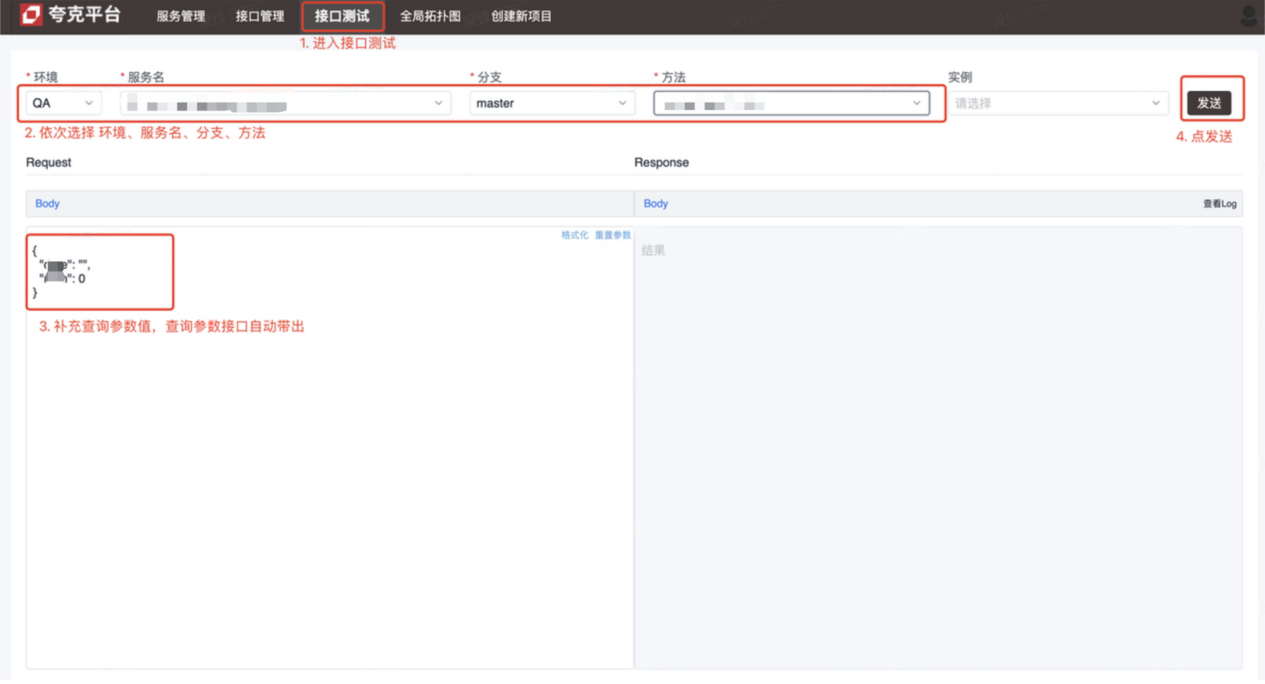 夸克平台 服务管理 接口管理 接口测试 全局拓扑图 创建新项目
1. 进入接口测试
* 环境 * 服务名 * 分支 * 方法 实例
QA master 请选择 发送
2. 依次选择 环境、服务名、分支、方法
4. 点发送
Request Response
Body Body 查看Log
格式化 重置参数
{
结果
": "",
": 0
}
3. 补充查询参数值，查询参数接口自动带出